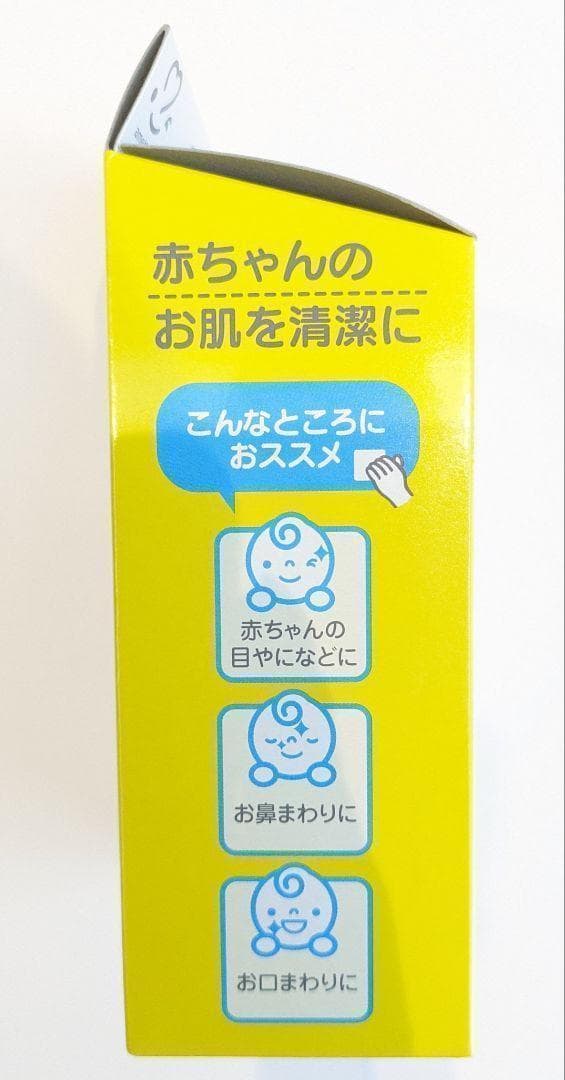 赤ちゃんの
お肌を清潔に
こんなところに
おススメ
赤ちゃんの
目やになどに
お鼻まわりに
お口まわりに